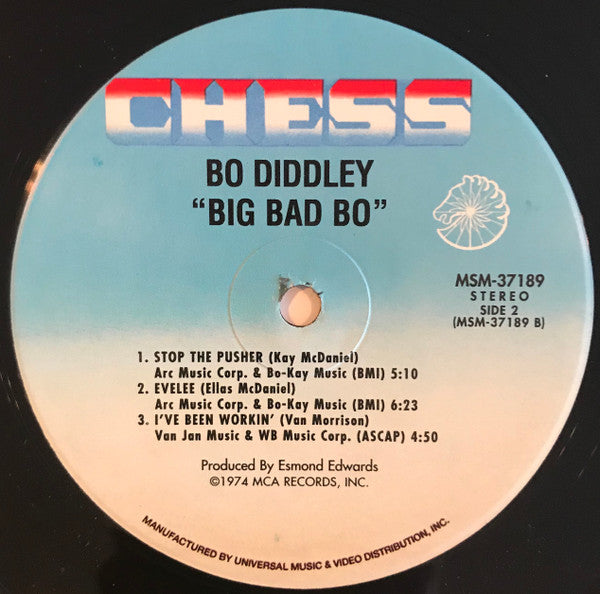 CHESS
BO DIDDLEY
“BIG BAD BO”
MSM-37189
STEREO
SIDE 2
(MSM-37189 B)
1. STOP THE PUSHER (Kay McDaniel)
Arc Music Corp. & Bo-Kay Music (BMI) 5:10
2. EVELEE (Ellas McDaniel)
Arc Music Corp. & Bo-Kay Music (BMI) 6:23
3. I’VE BEEN WORKIN’ (Van Morrison)
Van Jan Music & WB Music Corp. (ASCAP) 4:50
Produced By Esmond Edwards
©1974 MCA RECORDS, INC.
MANUFACTURED BY UNIVERSAL MUSIC & VIDEO DISTRIBUTION, INC.